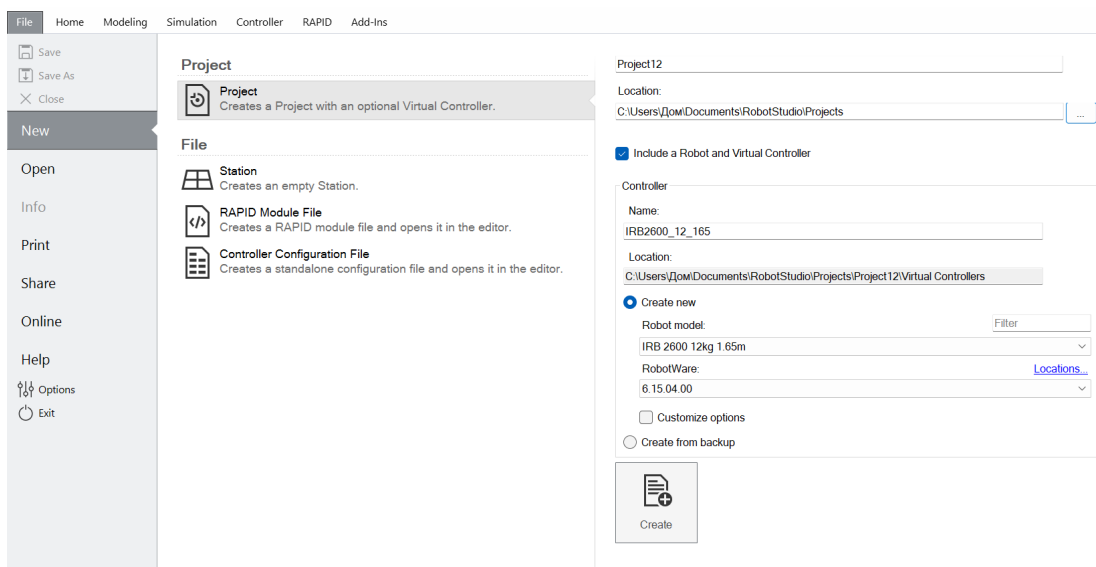 File Home Modeling Simulation Controller RAPID Add-Ins
Save
Save As
Close
New
Open
Info
Print
Share
Online
Help
Options
Exit
Project
Project
Creates a Project with an optional Virtual Controller.
File
Station
Creates an empty Station.
RAPID Module File
Creates a RAPID module file and opens it in the editor.
Controller Configuration File
Creates a standalone configuration file and opens it in the editor.
Project12
Location:
C:\Users\Дом\Documents\RobotStudio\Projects
...
Include a Robot and Virtual Controller
Controller
Name:
IRB2600_12_165
Location:
C:\Users\Дом\Documents\RobotStudio\Projects\Project12\Virtual Controllers
Create new
Robot model: Filter
IRB 2600 12kg 1.65m
RobotWare: Locations...
6.15.04.00
Customize options
Create from backup
Create